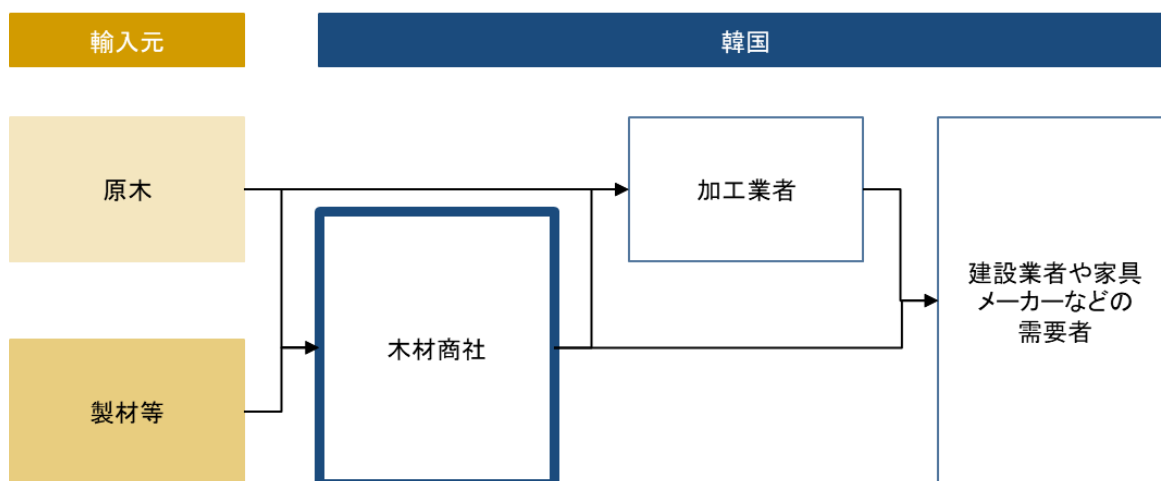 輸入元
韓国
原木
加工業者
木材商社
製材等
建設業者や家具
メーカーなどの
需要者